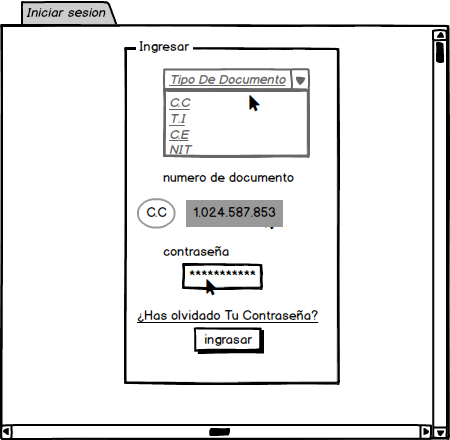 Iniciar sesion
Ingresar
Tipo De Documento
C.C
T.I
C.E
NIT
numero de documento
C.C 1.024.587.853
contraseña
***********
¿Has olvidado Tu Contraseña?
ingrasar